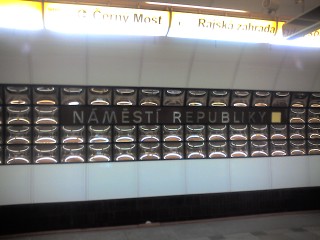 Černý Most
Rajská zahrada
NÁMĚSTÍ REPUBLIKY